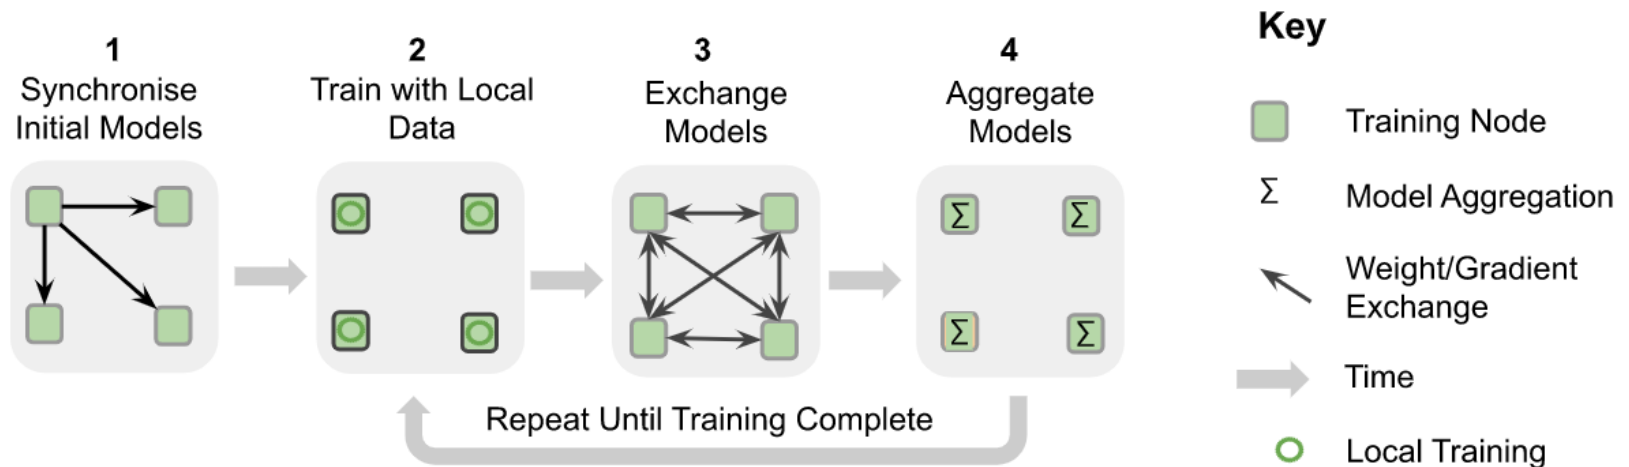 1
Synchronise
Initial Models
2
Train with Local
Data
3
Exchange
Models
4
Aggregate
Models
Σ
Σ
Σ
Σ
Repeat Until Training Complete
Key
Training Node
Σ
Model Aggregation
Weight/Gradient
Exchange
Time
Local Training